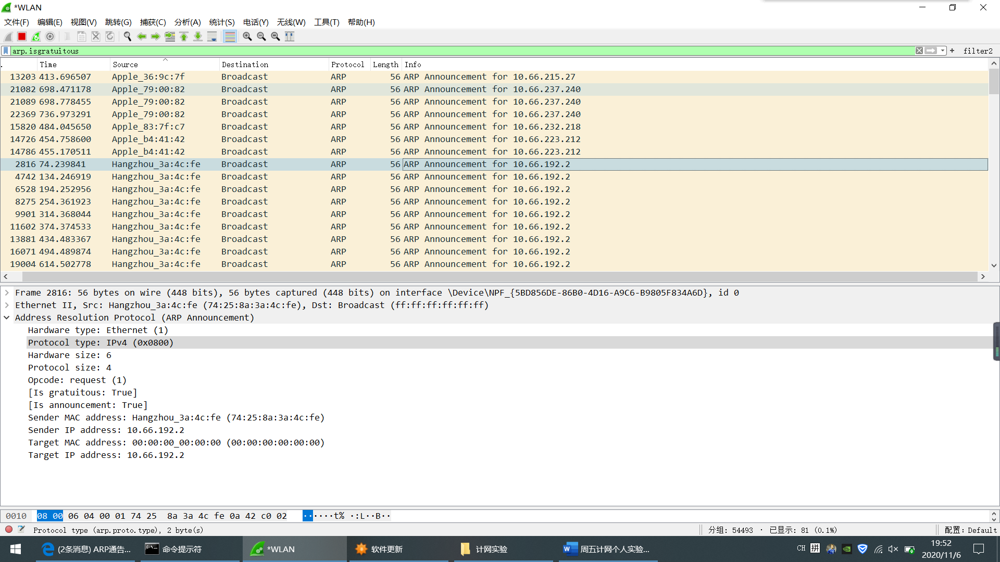 *WLAN
文件(F) 编辑(E) 视图(V) 跳转(G) 捕获(C) 分析(A) 统计(S) 电话(Y) 无线(W) 工具(T) 帮助(H)
arp.isgratuitous + filter2
. Time Source Destination Protocol Length Info
13203 413.696507 Apple_36:9c:7f Broadcast ARP 56 ARP Announcement for 10.66.215.27
21082 698.471178 Apple_79:00:82 Broadcast ARP 56 ARP Announcement for 10.66.237.240
21089 698.778455 Apple_79:00:82 Broadcast ARP 56 ARP Announcement for 10.66.237.240
22369 736.973291 Apple_79:00:82 Broadcast ARP 56 ARP Announcement for 10.66.237.240
15820 484.045650 Apple_83:7f:c7 Broadcast ARP 56 ARP Announcement for 10.66.232.218
14726 454.758600 Apple_b4:41:42 Broadcast ARP 56 ARP Announcement for 10.66.223.212
14786 455.170511 Apple_b4:41:42 Broadcast ARP 56 ARP Announcement for 10.66.223.212
2816 74.239841 Hangzhou_3a:4c:fe Broadcast ARP 56 ARP Announcement for 10.66.192.2
4742 134.246919 Hangzhou_3a:4c:fe Broadcast ARP 56 ARP Announcement for 10.66.192.2
6528 194.252956 Hangzhou_3a:4c:fe Broadcast ARP 56 ARP Announcement for 10.66.192.2
8275 254.361923 Hangzhou_3a:4c:fe Broadcast ARP 56 ARP Announcement for 10.66.192.2
9901 314.368044 Hangzhou_3a:4c:fe Broadcast ARP 56 ARP Announcement for 10.66.192.2
11602 374.374533 Hangzhou_3a:4c:fe Broadcast ARP 56 ARP Announcement for 10.66.192.2
13881 434.483367 Hangzhou_3a:4c:fe Broadcast ARP 56 ARP Announcement for 10.66.192.2
16071 494.489874 Hangzhou_3a:4c:fe Broadcast ARP 56 ARP Announcement for 10.66.192.2
19004 614.502778 Hangzhou_3a:4c:fe Broadcast ARP 56 ARP Announcement for 10.66.192.2
Frame 2816: 56 bytes on wire (448 bits), 56 bytes captured (448 bits) on interface \Device\NPF_{5BD856DE-86B0-4D16-A9C6-B9805F834A6D}, id 0
Ethernet II, Src: Hangzhou_3a:4c:fe (74:25:8a:3a:4c:fe), Dst: Broadcast (ff:ff:ff:ff:ff:ff)
Address Resolution Protocol (ARP Announcement)
Hardware type: Ethernet (1)
Protocol type: IPv4 (0x0800)
Hardware size: 6
Protocol size: 4
Opcode: request (1)
[Is gratuitous: True]
[Is announcement: True]
Sender MAC address: Hangzhou_3a:4c:fe (74:25:8a:3a:4c:fe)
Sender IP address: 10.66.192.2
Target MAC address: 00:00:00_00:00:00 (00:00:00:00:00:00)
Target IP address: 10.66.192.2
0010 08 00 06 04 00 01 74 25 8a 3a 4c fe 0a 42 c0 02 ······t% ·:L··B··
Protocol type (arp.proto.type), 2 byte(s) 分组: 54493 · 已显示: 81 (0.1%) 配置: Default
(2条消息) ARP通告... 命令提示符 *WLAN 软件更新 计网实验 周五计网个人实验... CH 拼 19:52
2020/11/6